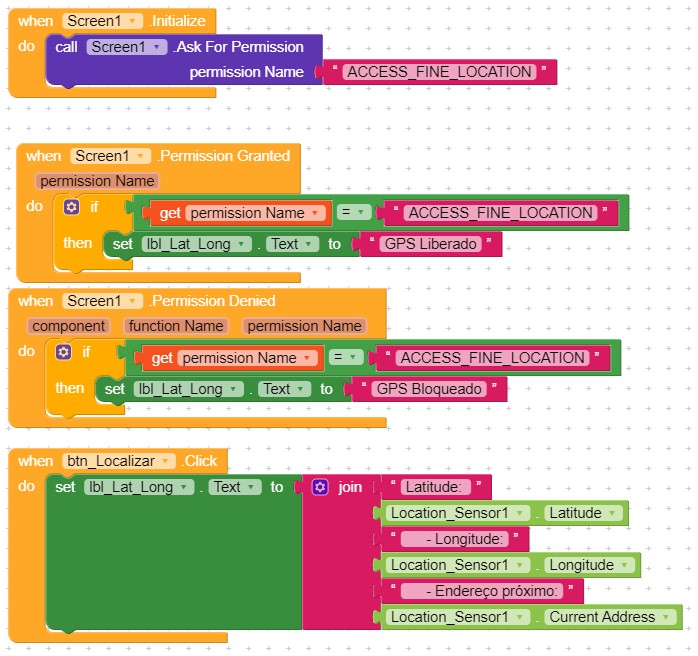 when Screen1 .Initialize
do call Screen1 .Ask For Permission
permission Name " ACCESS_FINE_LOCATION "
when Screen1 .Permission Granted
permission Name
do if get permission Name = " ACCESS_FINE_LOCATION "
then set lbl_Lat_Long . Text to " GPS Liberado "
when Screen1 .Permission Denied
component function Name permission Name
do if get permission Name = " ACCESS_FINE_LOCATION "
then set lbl_Lat_Long . Text to " GPS Bloqueado "
when btn_Localizar .Click
do set lbl_Lat_Long . Text to join " Latitude: "
Location_Sensor1 . Latitude
" - Longitude: "
Location_Sensor1 . Longitude
" - Endereço próximo: "
Location_Sensor1 . Current Address